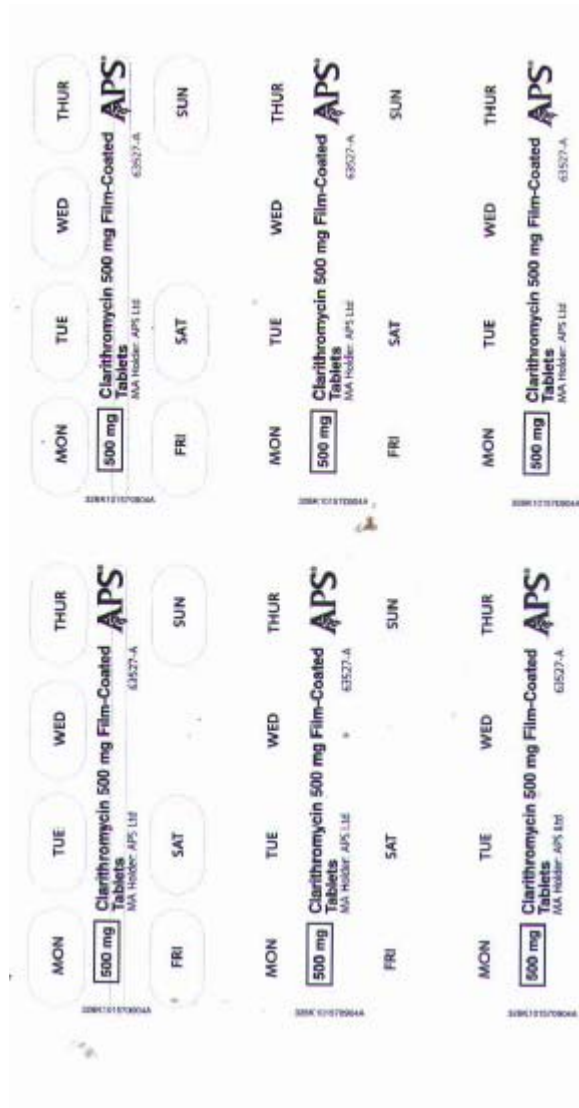 MON TUE WED THUR
500 mg Clarithromycin 500 mg Film-Coated APS®
Tablets
MA Holder: APS Ltd 63527-A
FRI SAT SUN
MON TUE WED THUR
500 mg Clarithromycin 500 mg Film-Coated APS®
Tablets
MA Holder: APS Ltd 63527-A
FRI SAT SUN
MON TUE WED THUR
500 mg Clarithromycin 500 mg Film-Coated APS®
Tablets
MA Holder: APS Ltd 63527-A
FRI SAT SUN
MON TUE WED THUR
500 mg Clarithromycin 500 mg Film-Coated APS®
Tablets
MA Holder: APS Ltd 63527-A
FRI SAT SUN
MON TUE WED THUR
500 mg Clarithromycin 500 mg Film-Coated APS®
Tablets
MA Holder: APS Ltd 63527-A
MON TUE WED THUR
500 mg Clarithromycin 500 mg Film-Coated APS®
Tablets
MA Holder: APS Ltd 63527-A